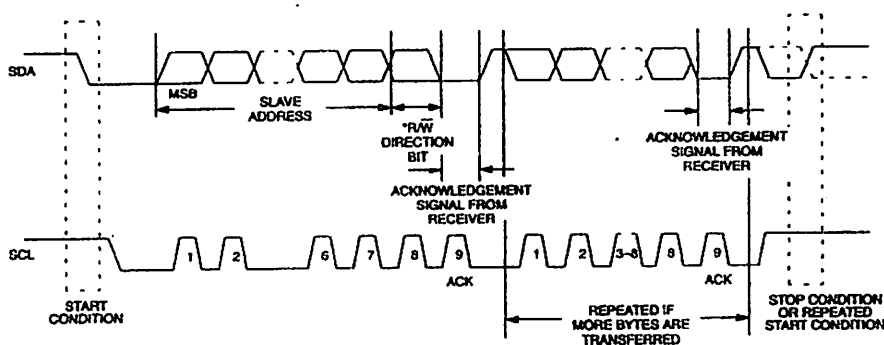 SDA
MSB
SLAVE
ADDRESS
*R/W̅
DIRECTION
BIT
ACKNOWLEDGEMENT
SIGNAL FROM
RECEIVER
ACKNOWLEDGEMENT
SIGNAL FROM
RECEIVER
SCL
1 2 6 7 8 9 1 2 3–8 8 9
ACK
ACK
START
CONDITION
REPEATED IF
MORE BYTES ARE
TRANSFERRED
STOP CONDITION
OR REPEATED
START CONDITION